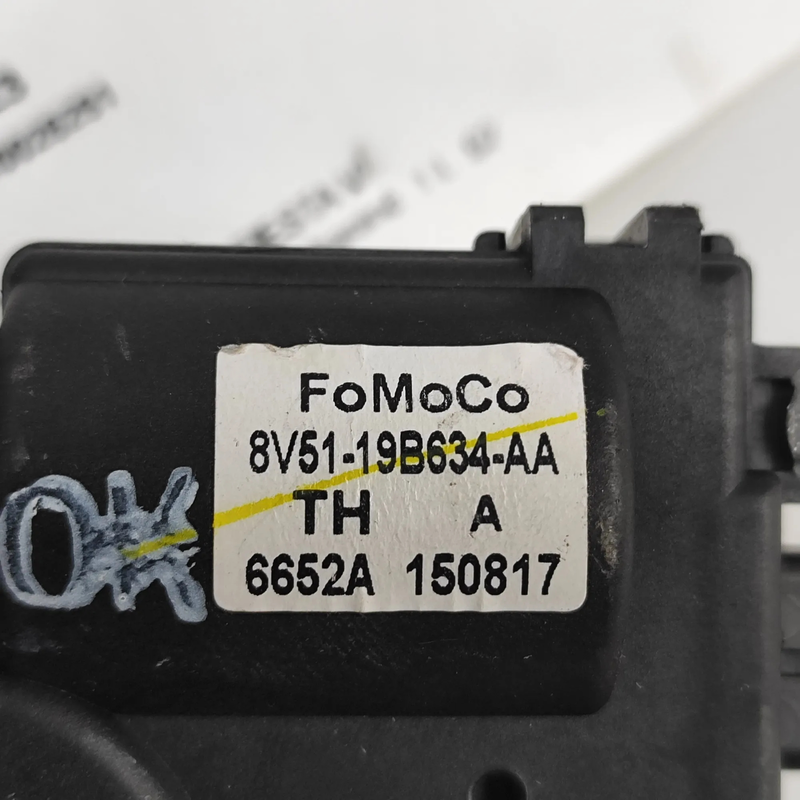 FoMoCo
8V51-19B634-AA
TH A
6652A 150817
OK